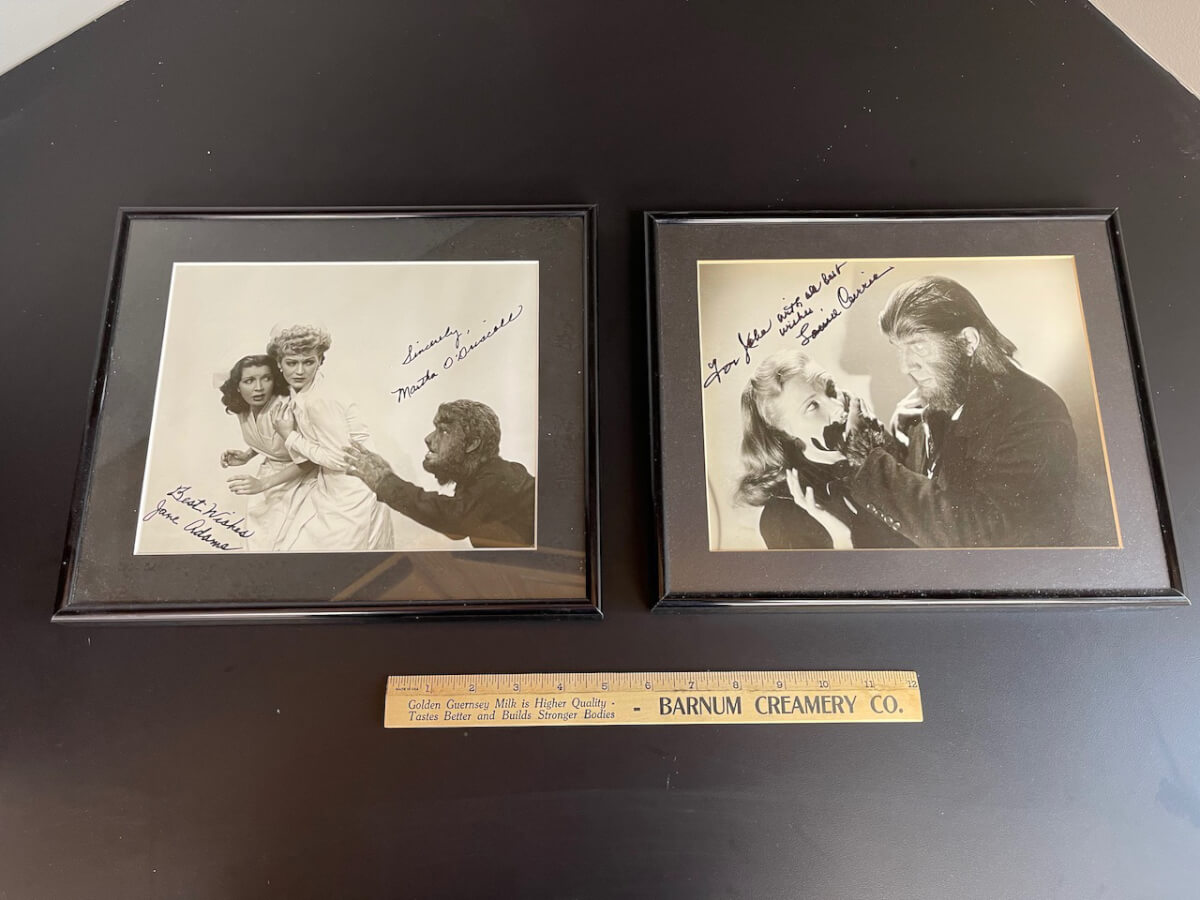 Sincerely,
Martha O'Driscoll
Best Wishes
Jane Adams
For John with all best
wishes
Louise Currie
MADE IN U.S.A.
1 2 3 4 5 6 7 8 9 10 11 12
Golden Guernsey Milk is Higher Quality -
Tastes Better and Builds Stronger Bodies
- BARNUM CREAMERY CO.